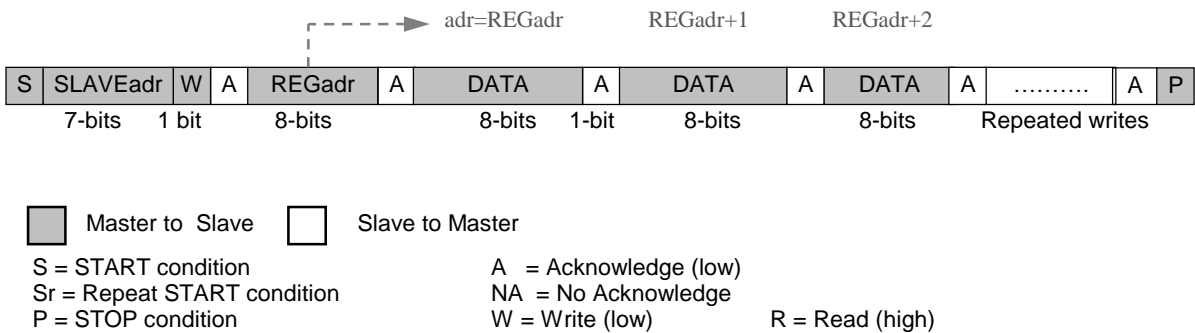 adr=REGadr REGadr+1 REGadr+2
S SLAVEadr W A REGadr A DATA A DATA A DATA A ………. A P
7-bits 1 bit 8-bits 8-bits 1-bit 8-bits 8-bits Repeated writes
Master to Slave Slave to Master
S = START condition A = Acknowledge (low)
Sr = Repeat START condition NA = No Acknowledge
P = STOP condition W = Write (low) R = Read (high)